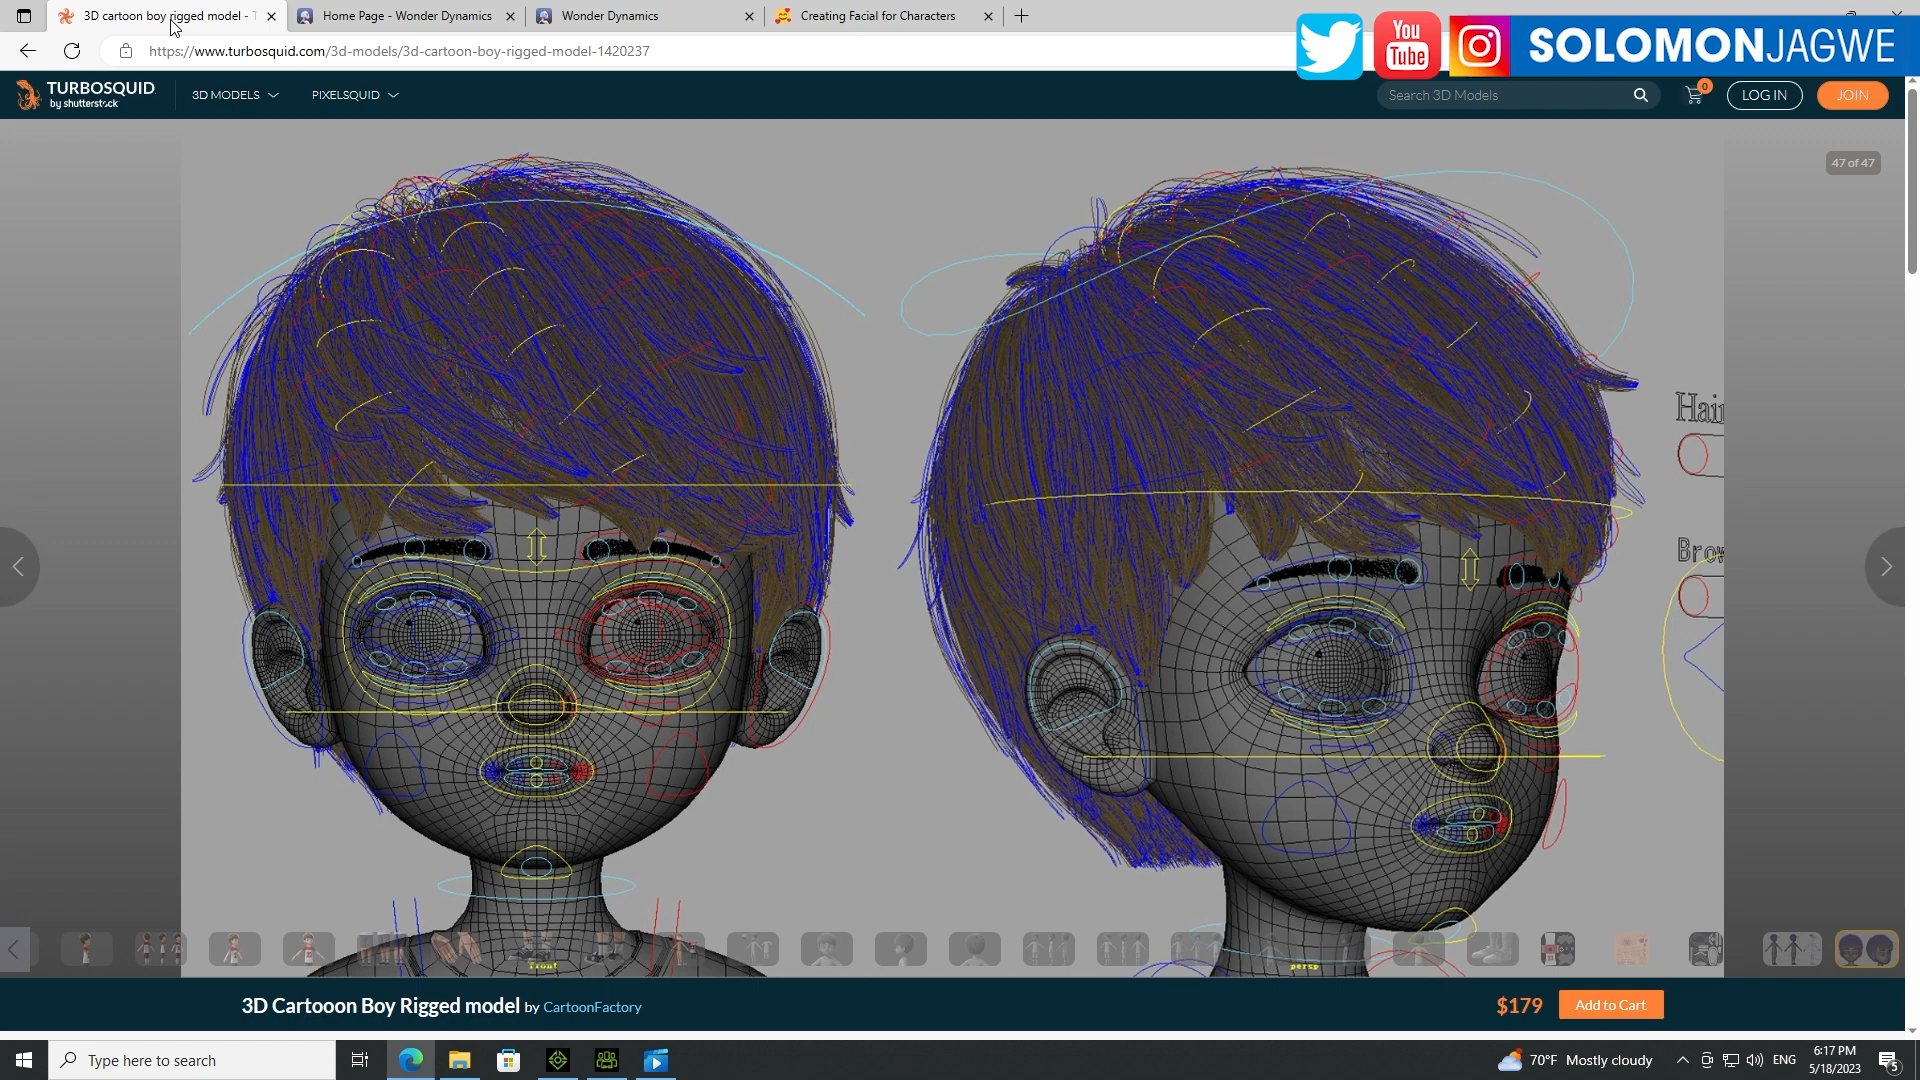 3D cartoon boy rigged model - T
Home Page - Wonder Dynamics
Wonder Dynamics
Creating Facial for Characters
https://www.turbosquid.com/3d-models/3d-cartoon-boy-rigged-model-1420237
You
Tube
SOLOMONJAGWE
TURBOSQUID
by shutterstock
3D MODELS
PIXELSQUID
Search 3D Models
0
LOG IN
JOIN
47 of 47
Hair
Brow
front
persp
3D Cartooon Boy Rigged model by CartoonFactory
$179
Add to Cart
Type here to search
70°F Mostly cloudy
ENG
6:17 PM
5/18/2023
5